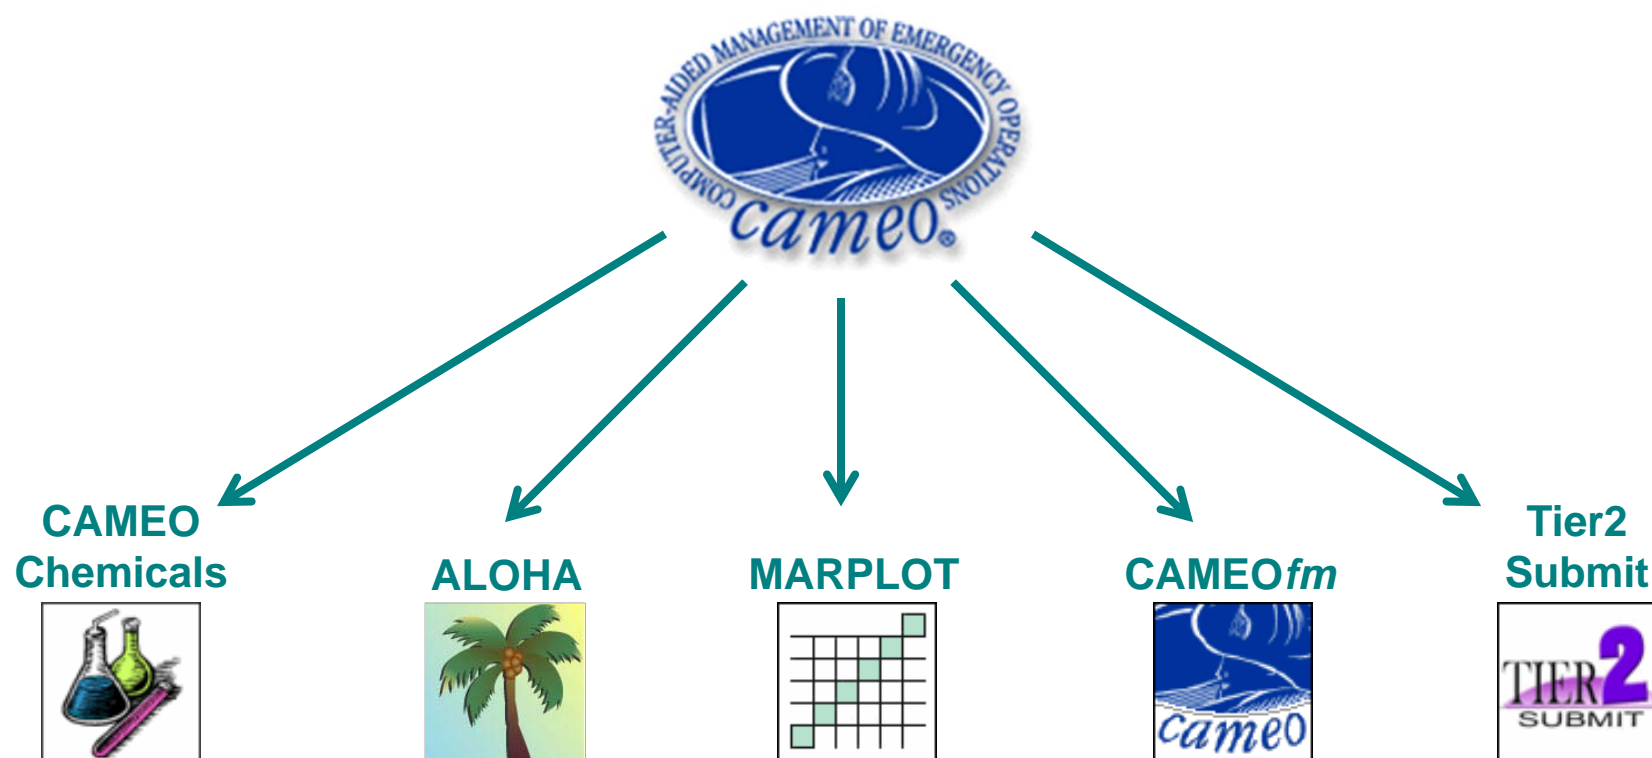 COMPUTER-AIDED MANAGEMENT OF EMERGENCY OPERATIONS
cameo®
CAMEO
Chemicals
ALOHA
MARPLOT
CAMEOfm
Tier2
Submit
cameo
TIER2
SUBMIT